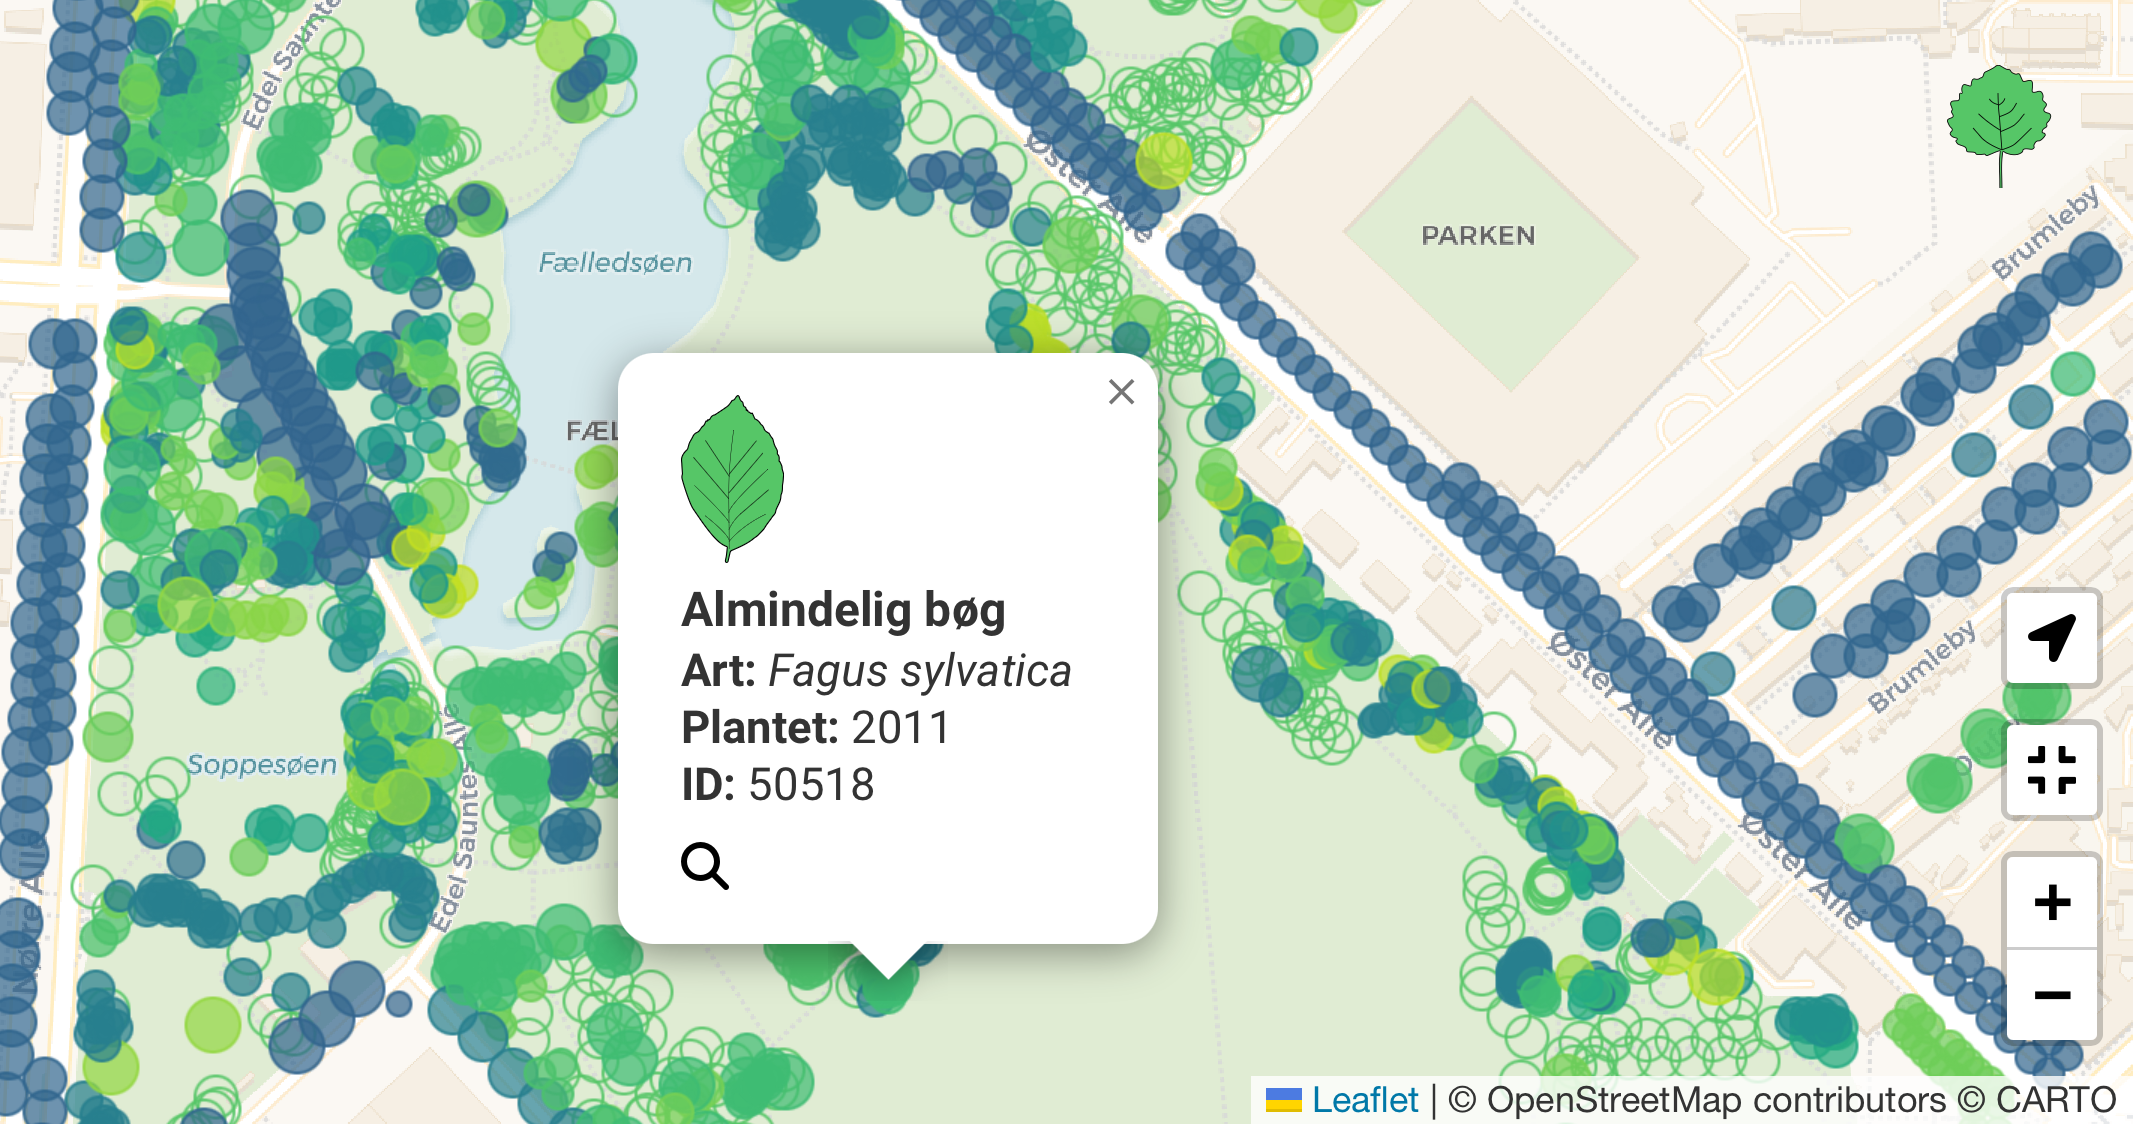 Edel Saunte
Øster Allé
PARKEN
Brumleby
Fælledsøen
FÆL
Almindelig bøg
Art: Fagus sylvatica
Plantet: 2011
ID: 50518
Øster Allé
Brumleby
Soppesøen
Edel Sauntes Allé
Øster Allé
Nørre Allé
+
−
Leaflet | © OpenStreetMap contributors © CARTO